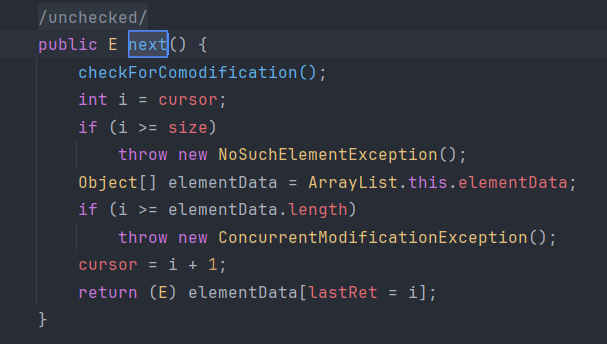 /unchecked/
public E next() {
checkForComodification();
int i = cursor;
if (i >= size)
throw new NoSuchElementException();
Object[] elementData = ArrayList.this.elementData;
if (i >= elementData.length)
throw new ConcurrentModificationException();
cursor = i + 1;
return (E) elementData[lastRet = i];
}